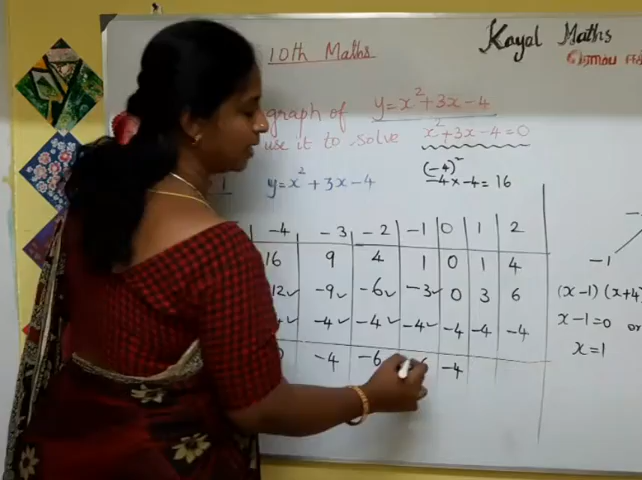 10th Maths
Kayal Maths
graph of y=x²+3x-4
use it to solve x²+3x-4=0
(-4)²
y=x²+3x-4
-4×-4=16
-4 -3 -2 -1 0 1 2
16 9 4 1 0 1 4
12✓ -9✓ -6✓ -3✓ 0 3 6
-4✓ -4✓ -4✓ -4 -4 -4
-4 -6 -4
-1
(x-1)(x+4)
x-1=0 or
x=1